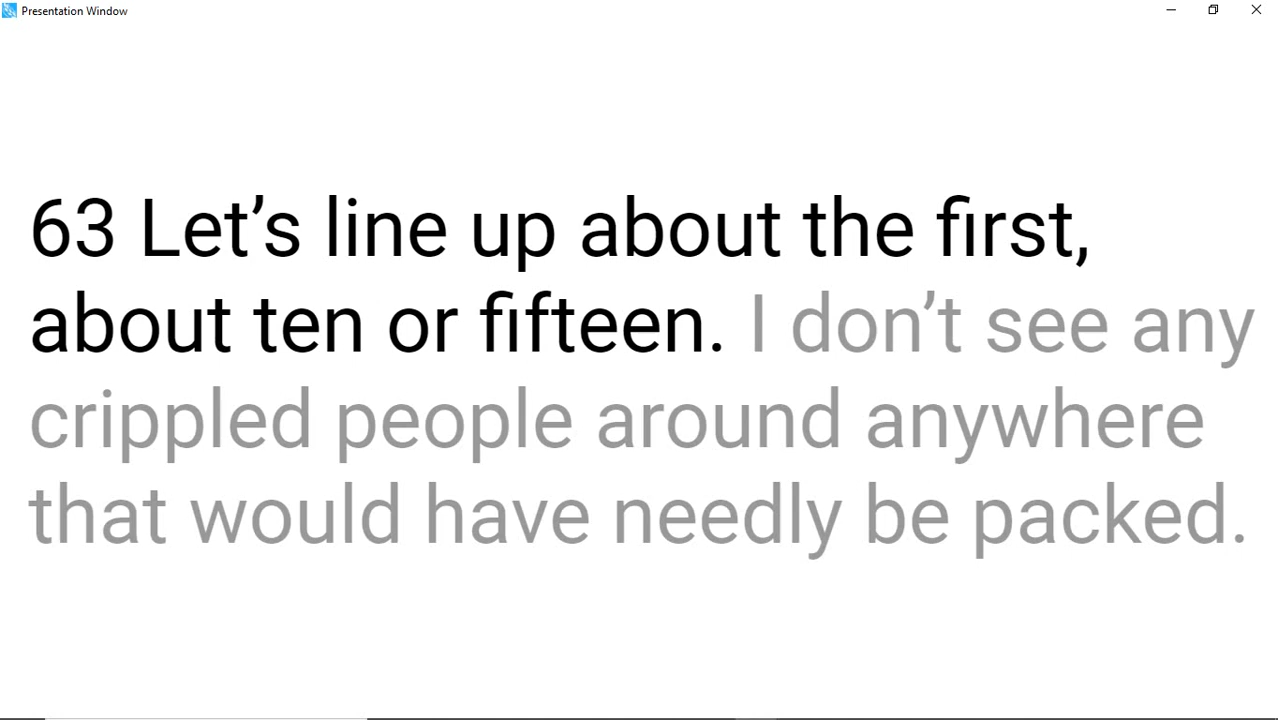 Presentation Window
63 Let’s line up about the first,
about ten or fifteen. I don’t see any
crippled people around anywhere
that would have needly be packed.